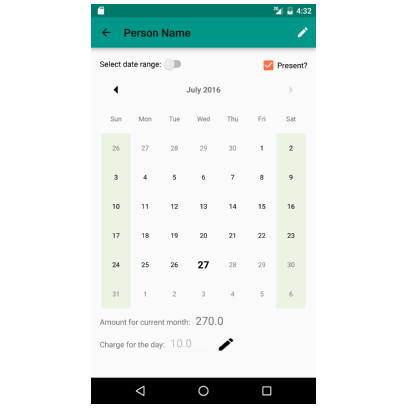 4:32
Person Name
Select date range: Present?
July 2016
Sun Mon Tue Wed Thu Fri Sat
26 27 28 29 30 1 2
3 4 5 6 7 8 9
10 11 12 13 14 15 16
17 18 19 20 21 22 23
24 25 26 27 28 29 30
31 1 2 3 4 5 6
Amount for current month: 270.0
Charge for the day: 10.0